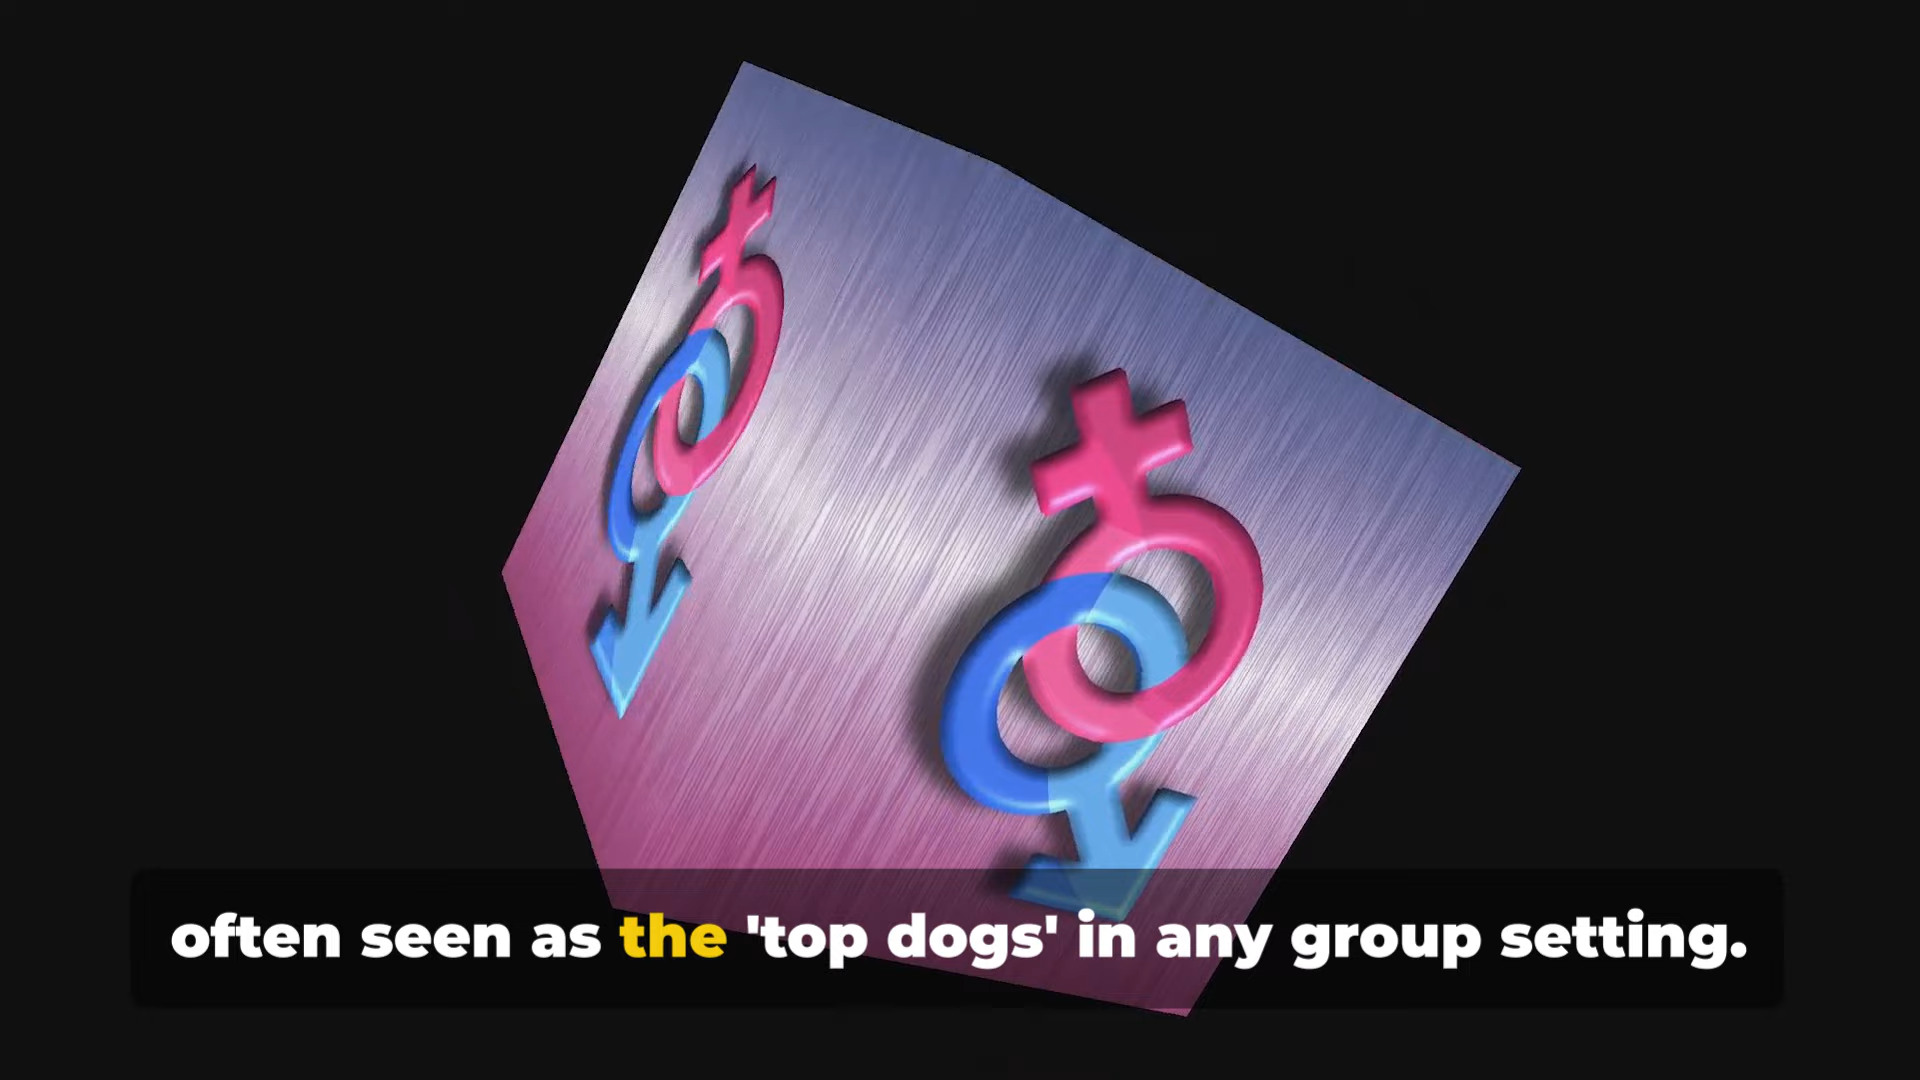 often seen as the 'top dogs' in any group setting.